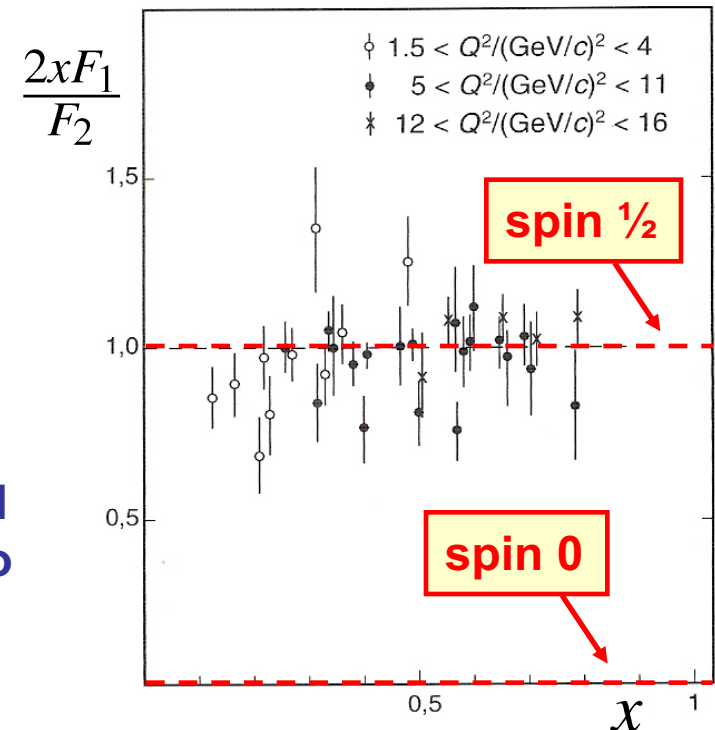 2xF₁
F₂
1.5 < Q²/(GeV/c)² < 4
5 < Q²/(GeV/c)² < 11
12 < Q²/(GeV/c)² < 16
1,5
spin ½
1,0
0,5
spin 0
0,5
x
1